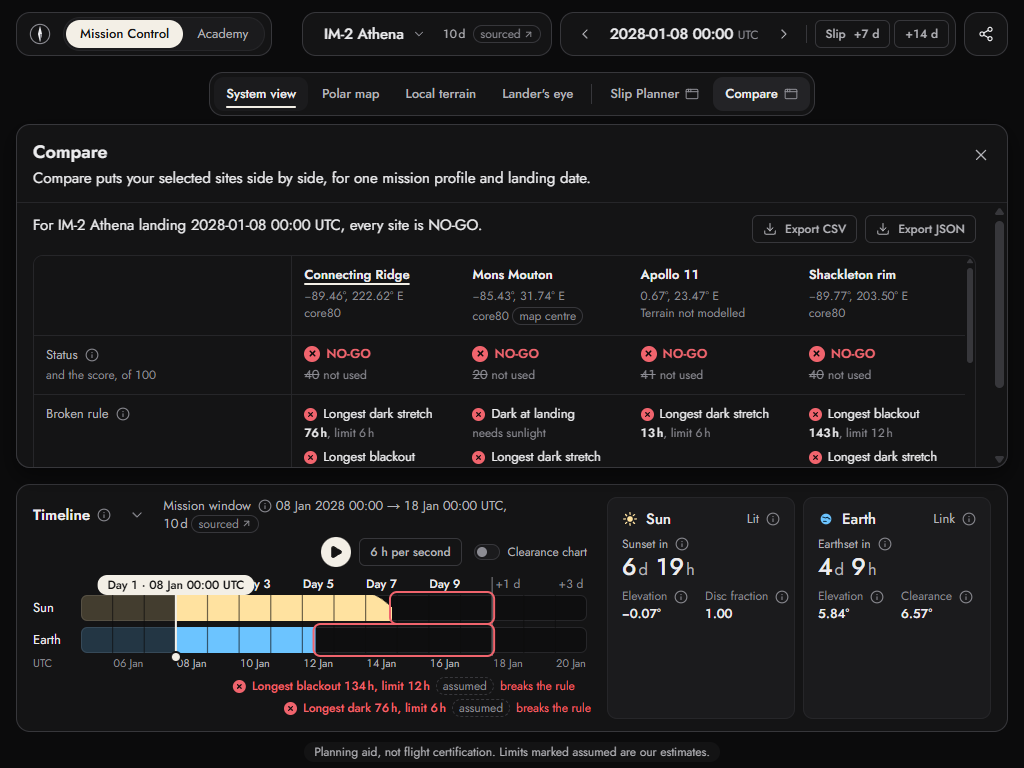 Mission Control Academy
IM-2 Athena 10 d sourced ↗
2028-01-08 00:00 UTC
Slip +7 d +14 d
System view Polar map Local terrain Lander's eye Slip Planner Compare
Compare
Compare puts your selected sites side by side, for one mission profile and landing date.
For IM-2 Athena landing 2028-01-08 00:00 UTC, every site is NO-GO.
Export CSV Export JSON
Connecting Ridge Mons Mouton Apollo 11 Shackleton rim
−89.46°, 222.62° E −85.43°, 31.74° E 0.67°, 23.47° E −89.77°, 203.50° E
core80 core80 map centre Terrain not modelled core80
Status NO-GO NO-GO NO-GO NO-GO
and the score, of 100 40 not used 20 not used 41 not used 40 not used
Broken rule Longest dark stretch Dark at landing Longest dark stretch Longest blackout
76 h, limit 6 h needs sunlight 13 h, limit 6 h 143 h, limit 12 h
Longest blackout Longest dark stretch Longest dark stretch
Timeline
Mission window 08 Jan 2028 00:00 → 18 Jan 00:00 UTC,
10 d sourced ↗
6 h per second Clearance chart
Day 1 · 08 Jan 00:00 UTC y 3 Day 5 Day 7 Day 9 +1 d +3 d
Sun
Earth
UTC 06 Jan 08 Jan 10 Jan 12 Jan 14 Jan 16 Jan 18 Jan 20 Jan
Longest blackout 134 h, limit 12 h assumed breaks the rule
Longest dark 76 h, limit 6 h assumed breaks the rule
Sun Lit
Sunset in
6 d 19 h
Elevation Disc fraction
−0.07° 1.00
Earth Link
Earthset in
4 d 9 h
Elevation Clearance
5.84° 6.57°
Planning aid, not flight certification. Limits marked assumed are our estimates.